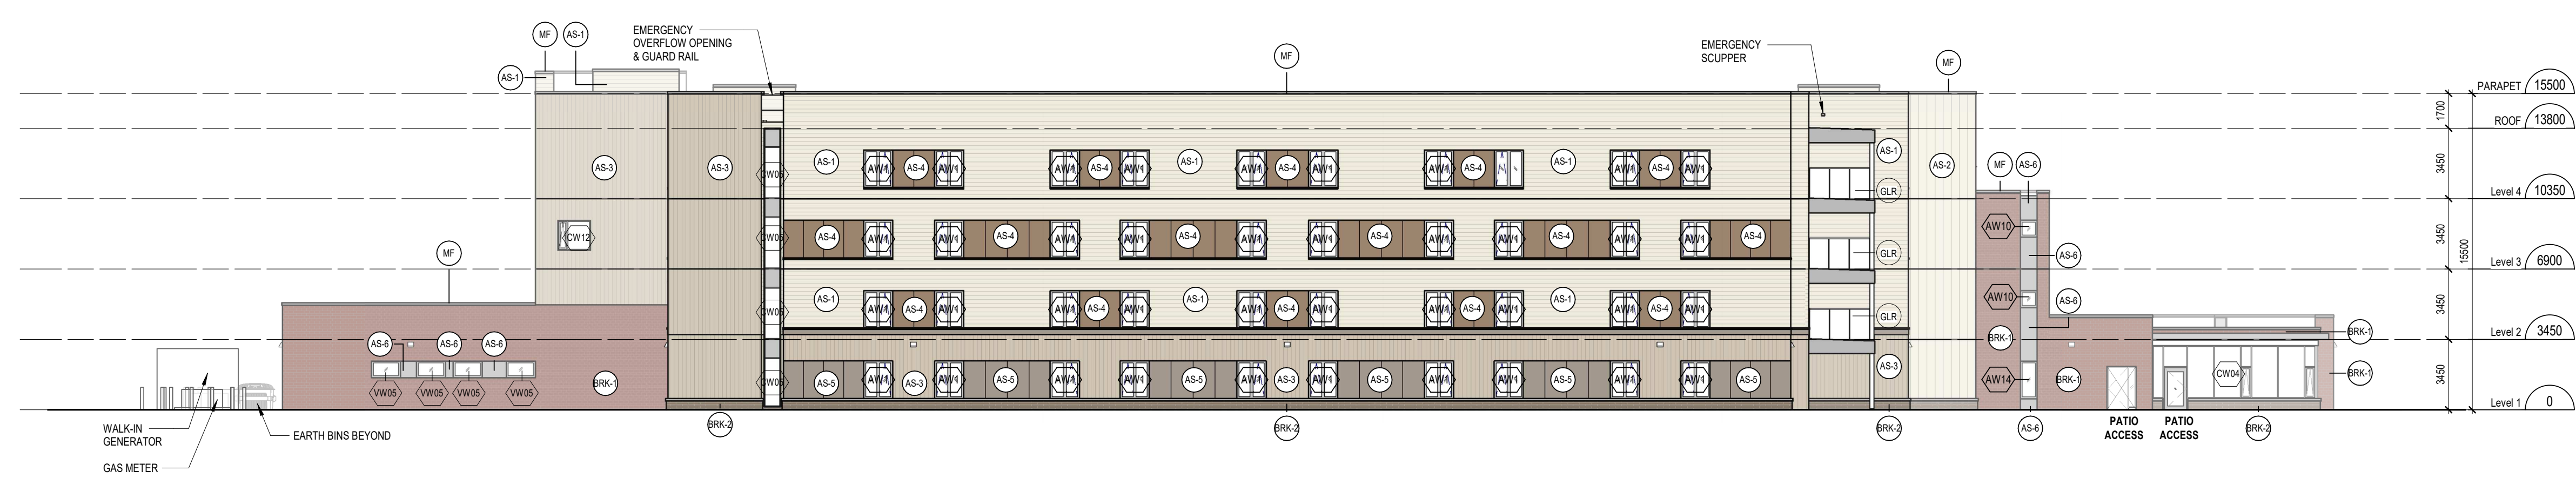 EMERGENCY
OVERFLOW OPENING
& GUARD RAIL
MF
AS-1
AS-1
MF
EMERGENCY
SCUPPER
MF
PARAPET 15500
1700
ROOF 13800
AS-3
AS-3
CW05
AS-1
AW1
AS-4
AW1
AW1
AS-4
AW1
AS-1
AW1
AS-4
AW1
AW1
AS-4
AS-1
AW1
AS-4
AW1
AS-1
GLR
AS-2
MF
AS-6
3450
Level 4 10350
CW12
CW05
AS-4
AW1
AW1
AS-4
AW1
AW1
AS-4
AW1
AW1
AS-4
AW1
AW1
AS-4
AW1
AW1
AS-4
GLR
AW10
AS-6
3450
15500
Level 3 6900
MF
CW05
AS-1
AW1
AS-4
AW1
AW1
AS-4
AW1
AS-1
AW1
AS-4
AW1
AW1
AS-4
AW1
AS-1
AW1
AS-4
AW1
GLR
AW10
AS-6
3450
Level 2 3450
AS-6
AS-6
AS-6
VW05
VW05
VW05
VW05
BRK-1
CW05
AS-5
AW1
AS-3
AW1
AS-5
AW1
AW1
AS-5
AW1
AS-3
AW1
AS-5
AW1
AW1
AS-5
AW1
AW1
AS-5
AS-3
BRK-1
AW14
BRK-1
CW04
BRK-1
BRK-1
3450
Level 1 0
WALK-IN
GENERATOR
EARTH BINS BEYOND
GAS METER
BRK-2
BRK-2
BRK-2
AS-6
PATIO
ACCESS
PATIO
ACCESS
BRK-2